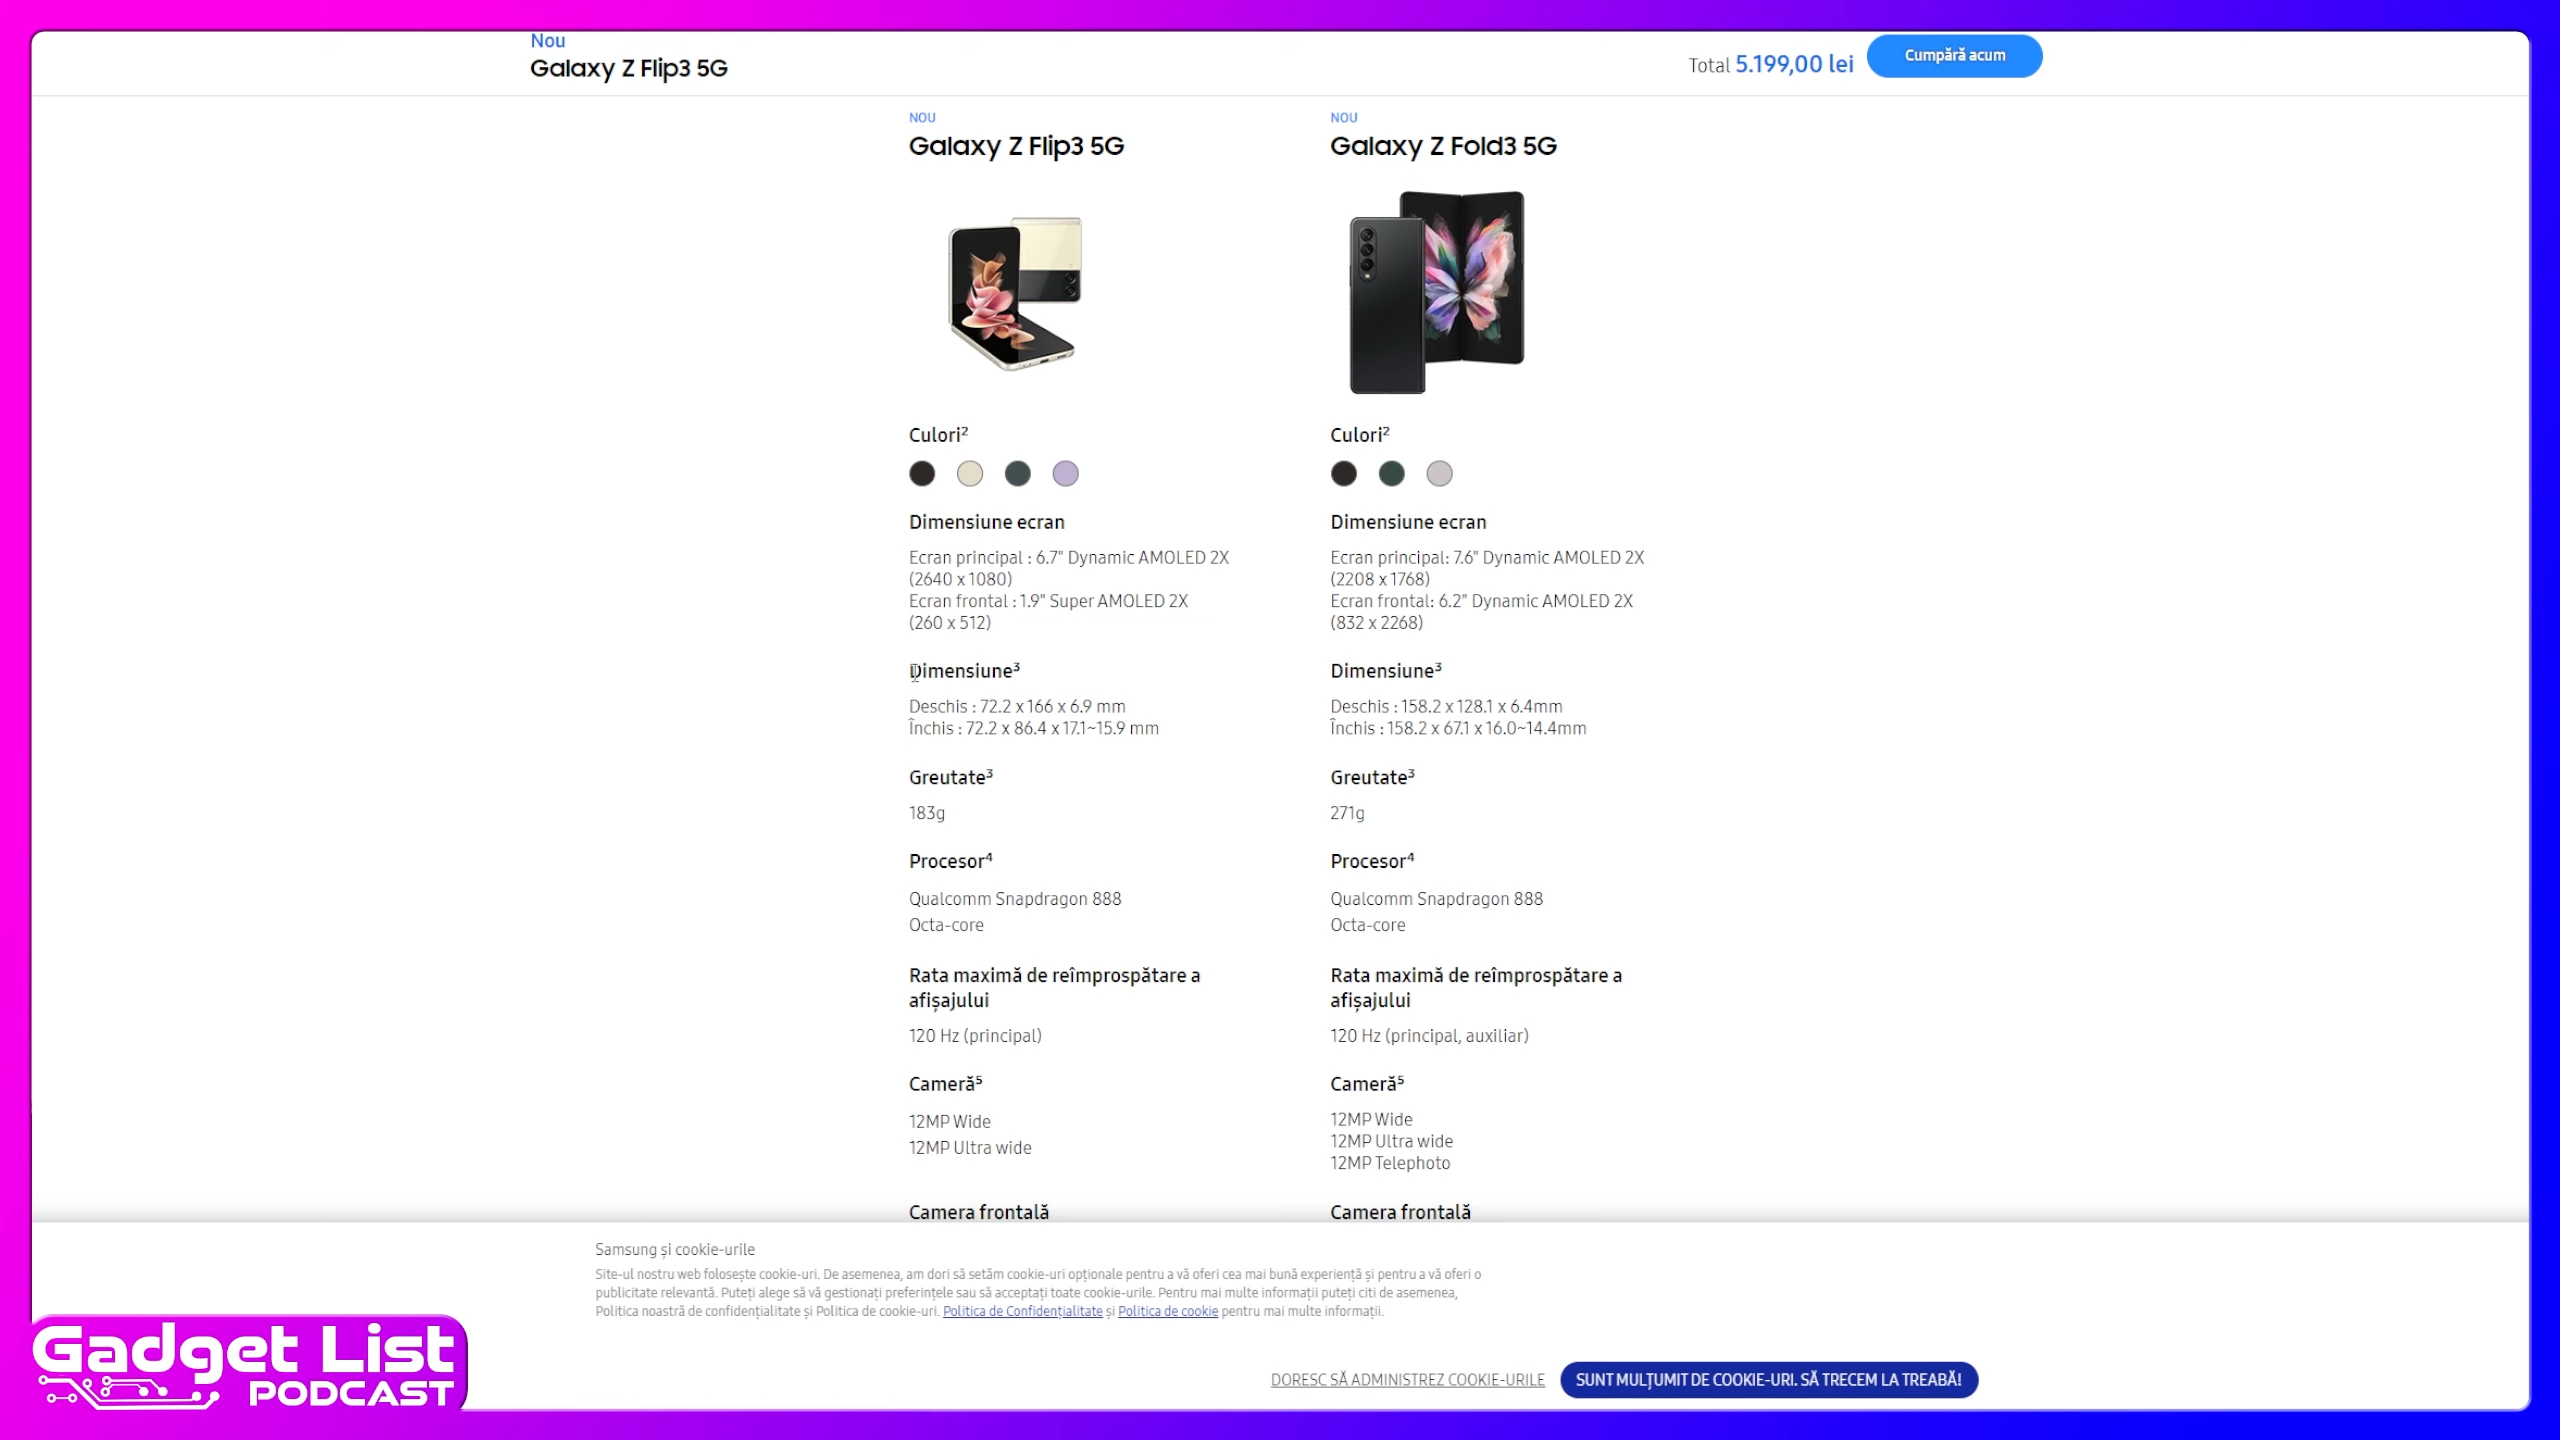 Nou
Galaxy Z Flip3 5G
Total 5.199,00 lei
Cumpără acum
NOU
Galaxy Z Flip3 5G
Culori²
Dimensiune ecran
Ecran principal : 6.7" Dynamic AMOLED 2X
(2640 x 1080)
Ecran frontal : 1.9" Super AMOLED 2X
(260 x 512)
Dimensiune³
Deschis : 72.2 x 166 x 6.9 mm
Închis : 72.2 x 86.4 x 17.1~15.9 mm
Greutate³
183g
Procesor⁴
Qualcomm Snapdragon 888
Octa-core
Rata maximă de reîmprospătare a
afișajului
120 Hz (principal)
Cameră⁵
12MP Wide
12MP Ultra wide
Camera frontală
NOU
Galaxy Z Fold3 5G
Culori²
Dimensiune ecran
Ecran principal: 7.6" Dynamic AMOLED 2X
(2208 x 1768)
Ecran frontal: 6.2" Dynamic AMOLED 2X
(832 x 2268)
Dimensiune³
Deschis : 158.2 x 128.1 x 6.4mm
Închis : 158.2 x 67.1 x 16.0~14.4mm
Greutate³
271g
Procesor⁴
Qualcomm Snapdragon 888
Octa-core
Rata maximă de reîmprospătare a
afișajului
120 Hz (principal, auxiliar)
Cameră⁵
12MP Wide
12MP Ultra wide
12MP Telephoto
Camera frontală
Samsung și cookie-urile
Site-ul nostru web folosește cookie-uri. De asemenea, am dori să setăm cookie-uri opționale pentru a vă oferi cea mai bună experiență și pentru a vă oferi o
publicitate relevantă. Puteți alege să vă gestionați preferințele sau să acceptați toate cookie-urile. Pentru mai multe informații puteți citi de asemenea,
Politica noastră de confidențialitate și Politica de cookie-uri. Politica de Confidențialitate și Politica de cookie pentru mai multe informații.
DORESC SĂ ADMINISTREZ COOKIE-URILE
SUNT MULȚUMIT DE COOKIE-URI. SĂ TRECEM LA TREABĂ!
Gadget List
PODCAST